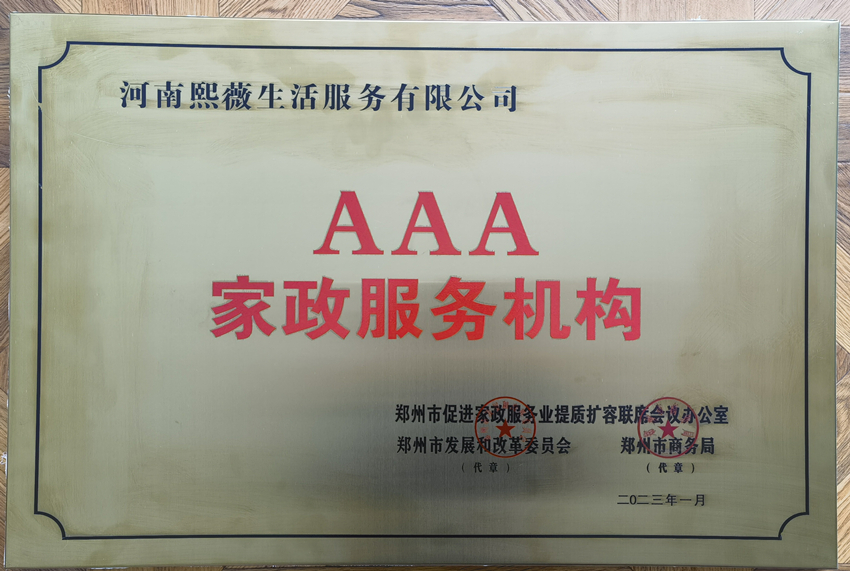 河南熙薇生活服务有限公司
AAA
家政服务机构
郑州市促进家政服务业提质扩容联席会议办公室
郑州市发展和改革委员会 郑州市商务局
（代章） （代章）
二〇二三年一月